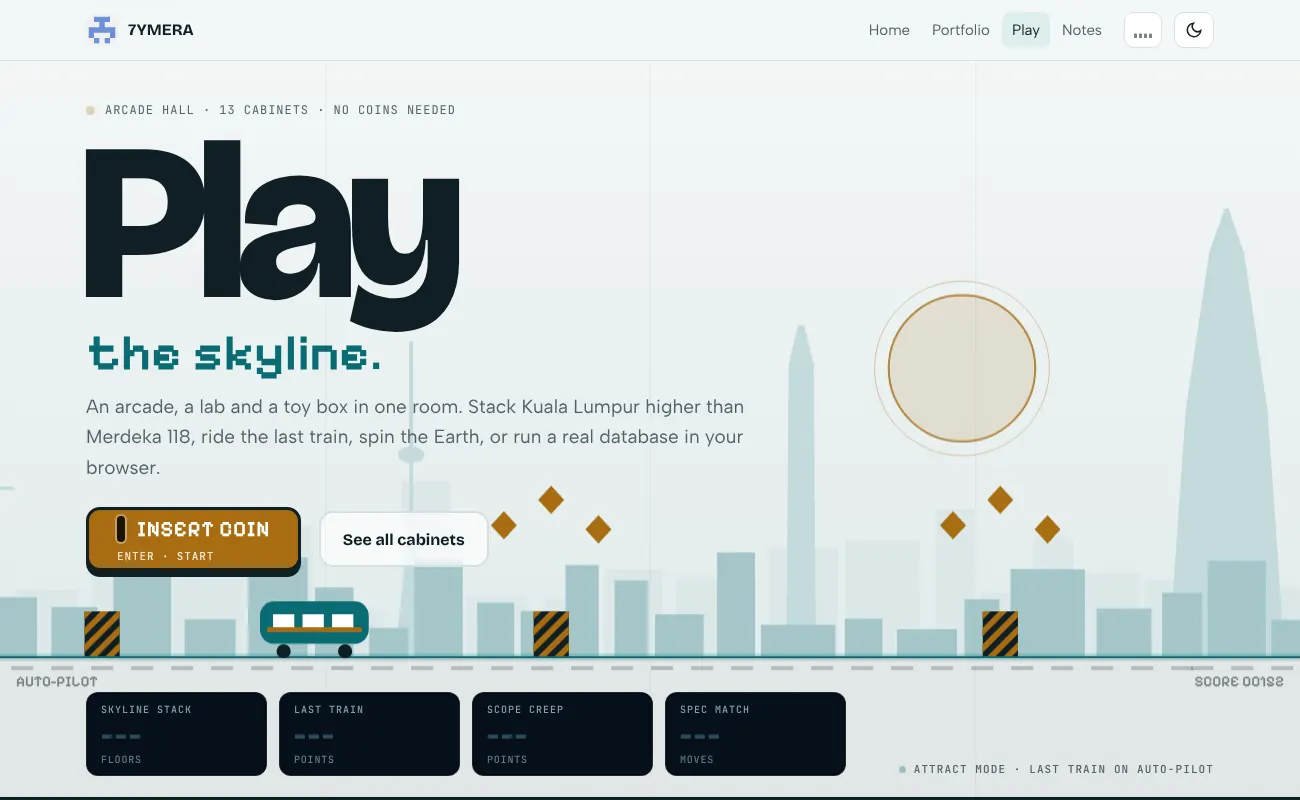 7YMERA
Home Portfolio Play Notes
ARCADE HALL · 13 CABINETS · NO COINS NEEDED
Play
the skyline.
An arcade, a lab and a toy box in one room. Stack Kuala Lumpur higher than
Merdeka 118, ride the last train, spin the Earth, or run a real database in your
browser.
INSERT COIN
ENTER · START
See all cabinets
AUTO-PILOT
SCORE 00182
SKYLINE STACK
---
FLOORS
LAST TRAIN
---
POINTS
SCOPE CREEP
---
POINTS
SPEC MATCH
---
MOVES
ATTRACT MODE · LAST TRAIN ON AUTO-PILOT